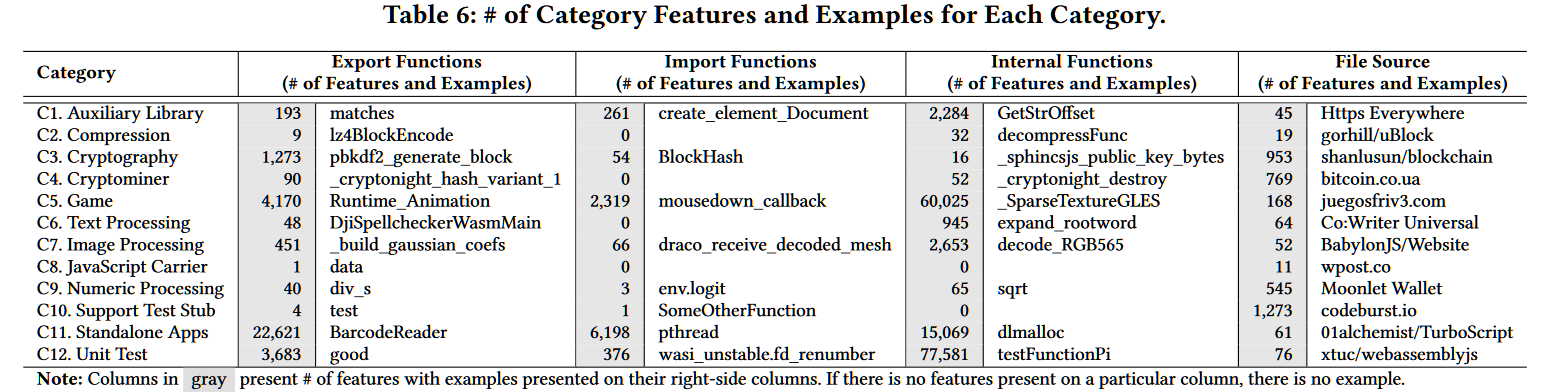 Table 6: # of Category Features and Examples for Each Category.
Category Export Functions (# of Features and Examples) Import Functions (# of Features and Examples) Internal Functions (# of Features and Examples) File Source (# of Features and Examples)
C1. Auxiliary Library 193 matches 261 create_element_Document 2,284 GetStrOffset 45 Https Everywhere
C2. Compression 9 lz4BlockEncode 0 32 decompressFunc 19 gorhill/uBlock
C3. Cryptography 1,273 pbkdf2_generate_block 54 BlockHash 16 _sphincsjs_public_key_bytes 953 shanlusun/blockchain
C4. Cryptominer 90 _cryptonight_hash_variant_1 0 52 _cryptonight_destroy 769 bitcoin.co.ua
C5. Game 4,170 Runtime_Animation 2,319 mousedown_callback 60,025 _SparseTextureGLES 168 juegosfriv3.com
C6. Text Processing 48 DjiSpellcheckerWasmMain 0 945 expand_rootword 64 Co:Writer Universal
C7. Image Processing 451 _build_gaussian_coefs 66 draco_receive_decoded_mesh 2,653 decode_RGB565 52 BabylonJS/Website
C8. JavaScript Carrier 1 data 0 0 11 wpost.co
C9. Numeric Processing 40 div_s 3 env.logit 65 sqrt 545 Moonlet Wallet
C10. Support Test Stub 4 test 1 SomeOtherFunction 0 1,273 codeburst.io
C11. Standalone Apps 22,621 BarcodeReader 6,198 pthread 15,069 dlmalloc 61 01alchemist/TurboScript
C12. Unit Test 3,683 good 376 wasi_unstable.fd_renumber 77,581 testFunctionPi 76 xtuc/webassemblyjs
Note: Columns in gray present # of features with examples presented on their right-side columns. If there is no features present on a particular column, there is no example.